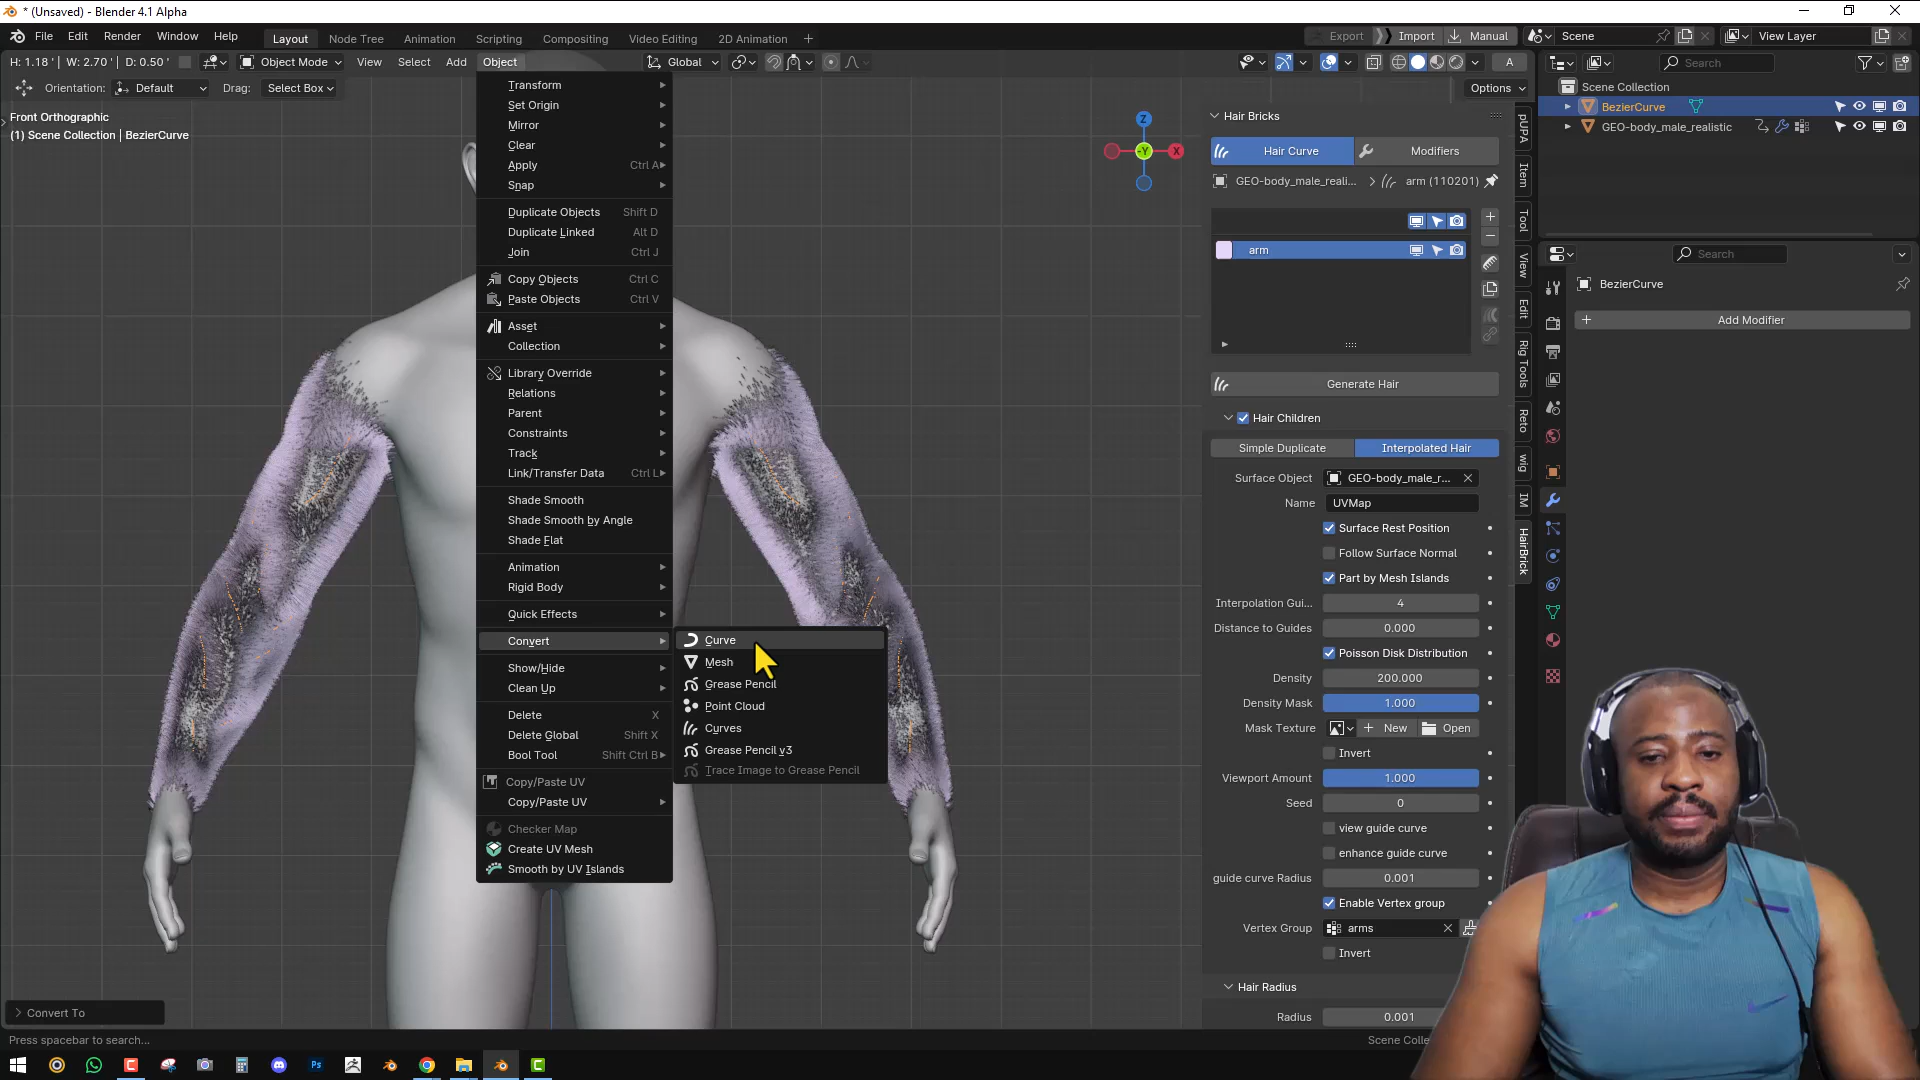 * (Unsaved) - Blender 4.1 Alpha
File Edit Render Window Help Layout Node Tree Animation Scripting Compositing Video Editing 2D Animation + Export Import Manual Scene View Layer
H: 1.18' | W: 2.70' | D: 0.50' Object Mode View Select Add Object Global A Search
Orientation: Default Drag: Select Box Options
Front Orthographic
(1) Scene Collection | BezierCurve
Transform
Set Origin
Mirror
Clear
Apply Ctrl A
Snap
Duplicate Objects Shift D
Duplicate Linked Alt D
Join Ctrl J
Copy Objects Ctrl C
Paste Objects Ctrl V
Asset
Collection
Library Override
Relations
Parent
Constraints
Track
Link/Transfer Data Ctrl L
Shade Smooth
Shade Smooth by Angle
Shade Flat
Animation
Rigid Body
Quick Effects
Convert
Show/Hide
Clean Up
Delete X
Delete Global Shift X
Bool Tool Shift Ctrl B
Copy/Paste UV
Copy/Paste UV
Checker Map
Create UV Mesh
Smooth by UV Islands
Curve
Mesh
Grease Pencil
Point Cloud
Curves
Grease Pencil v3
Trace Image to Grease Pencil
Z
-Y
X
Hair Bricks
Hair Curve Modifiers
GEO-body_male_reali... arm (110201)
arm
Generate Hair
Hair Children
Simple Duplicate Interpolated Hair
Surface Object GEO-body_male_r...
Name UVMap
Surface Rest Position
Follow Surface Normal
Part by Mesh Islands
Interpolation Gui... 4
Distance to Guides 0.000
Poisson Disk Distribution
Density 200.000
Density Mask 1.000
Mask Texture New Open
Invert
Viewport Amount 1.000
Seed 0
view guide curve
enhance guide curve
guide curve Radius 0.001
Enable Vertex group
Vertex Group arms
Invert
Hair Radius
Radius 0.001
pUPA
Item
Tool
View
Edit
Rig Tools
Reto
wig
IM
HairBrick
Scene Collection
BezierCurve
GEO-body_male_realistic
Search
BezierCurve
Add Modifier
Convert To
Press spacebar to search...
Scene Colle
Ps